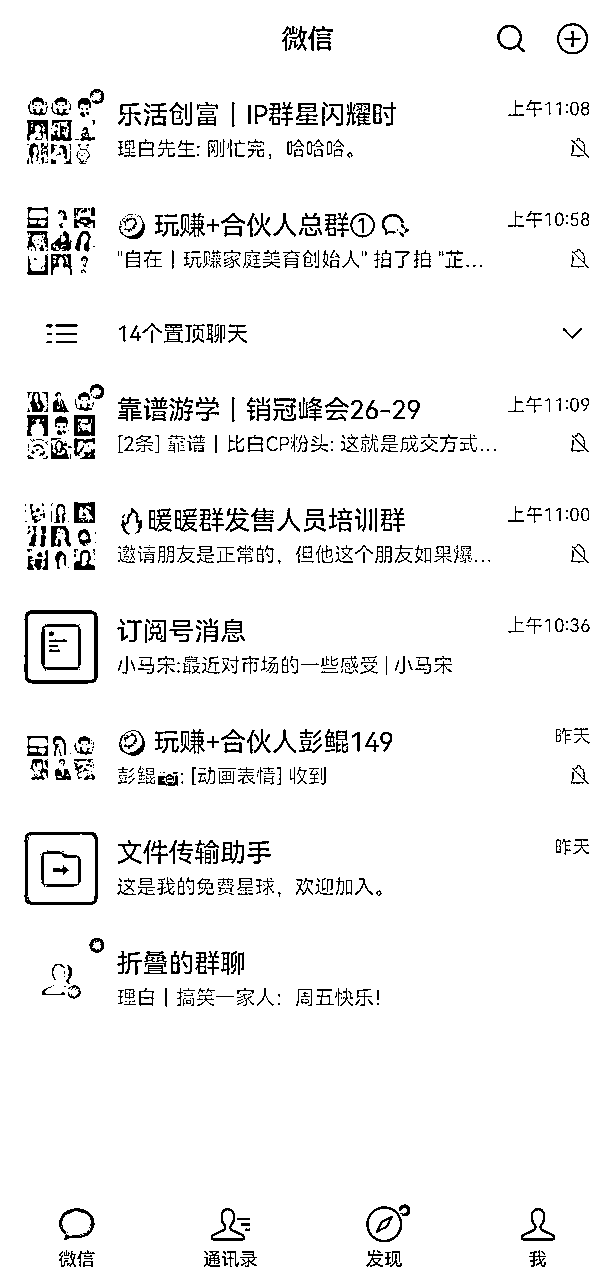 微信
乐活创富｜IP群星闪耀时 上午11:08
理白先生: 刚忙完，哈哈哈。
玩赚+合伙人总群① 上午10:58
"自在｜玩赚家庭美育创始人" 拍了拍 "芷...
14个置顶聊天
靠谱游学｜销冠峰会26-29 上午11:09
[2条] 靠谱｜比白CP粉头: 这就是成交方式...
暖暖群发售人员培训群 上午11:00
邀请朋友是正常的，但他这个朋友如果爆...
订阅号消息 上午10:36
小马宋:最近对市场的一些感受 | 小马宋
玩赚+合伙人彭鲲149 昨天
彭鲲📷: [动画表情] 收到
文件传输助手 昨天
这是我的免费星球，欢迎加入。
折叠的群聊
理白｜搞笑一家人：周五快乐!
微信 通讯录 发现 我